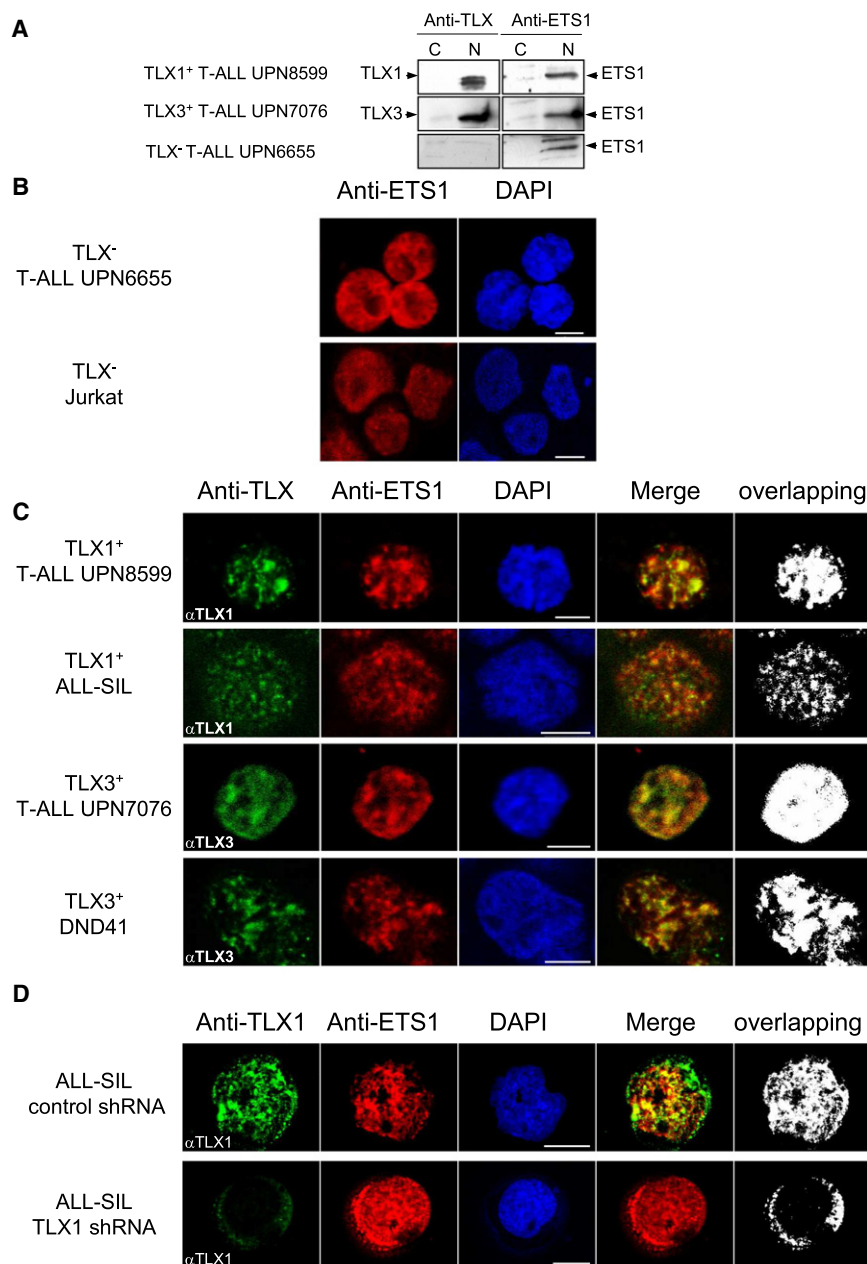 A
Anti-TLX Anti-ETS1
C N C N
TLX1⁺ T-ALL UPN8599 TLX1 ETS1
TLX3⁺ T-ALL UPN7076 TLX3 ETS1
TLX⁻ T-ALL UPN6655 ETS1
B
Anti-ETS1 DAPI
TLX⁻
T-ALL UPN6655
TLX⁻
Jurkat
C
Anti-TLX Anti-ETS1 DAPI Merge overlapping
TLX1⁺
T-ALL UPN8599
αTLX1
TLX1⁺
ALL-SIL
αTLX1
TLX3⁺
T-ALL UPN7076
αTLX3
TLX3⁺
DND41
αTLX3
D
Anti-TLX1 Anti-ETS1 DAPI Merge overlapping
ALL-SIL
control shRNA
αTLX1
ALL-SIL
TLX1 shRNA
αTLX1